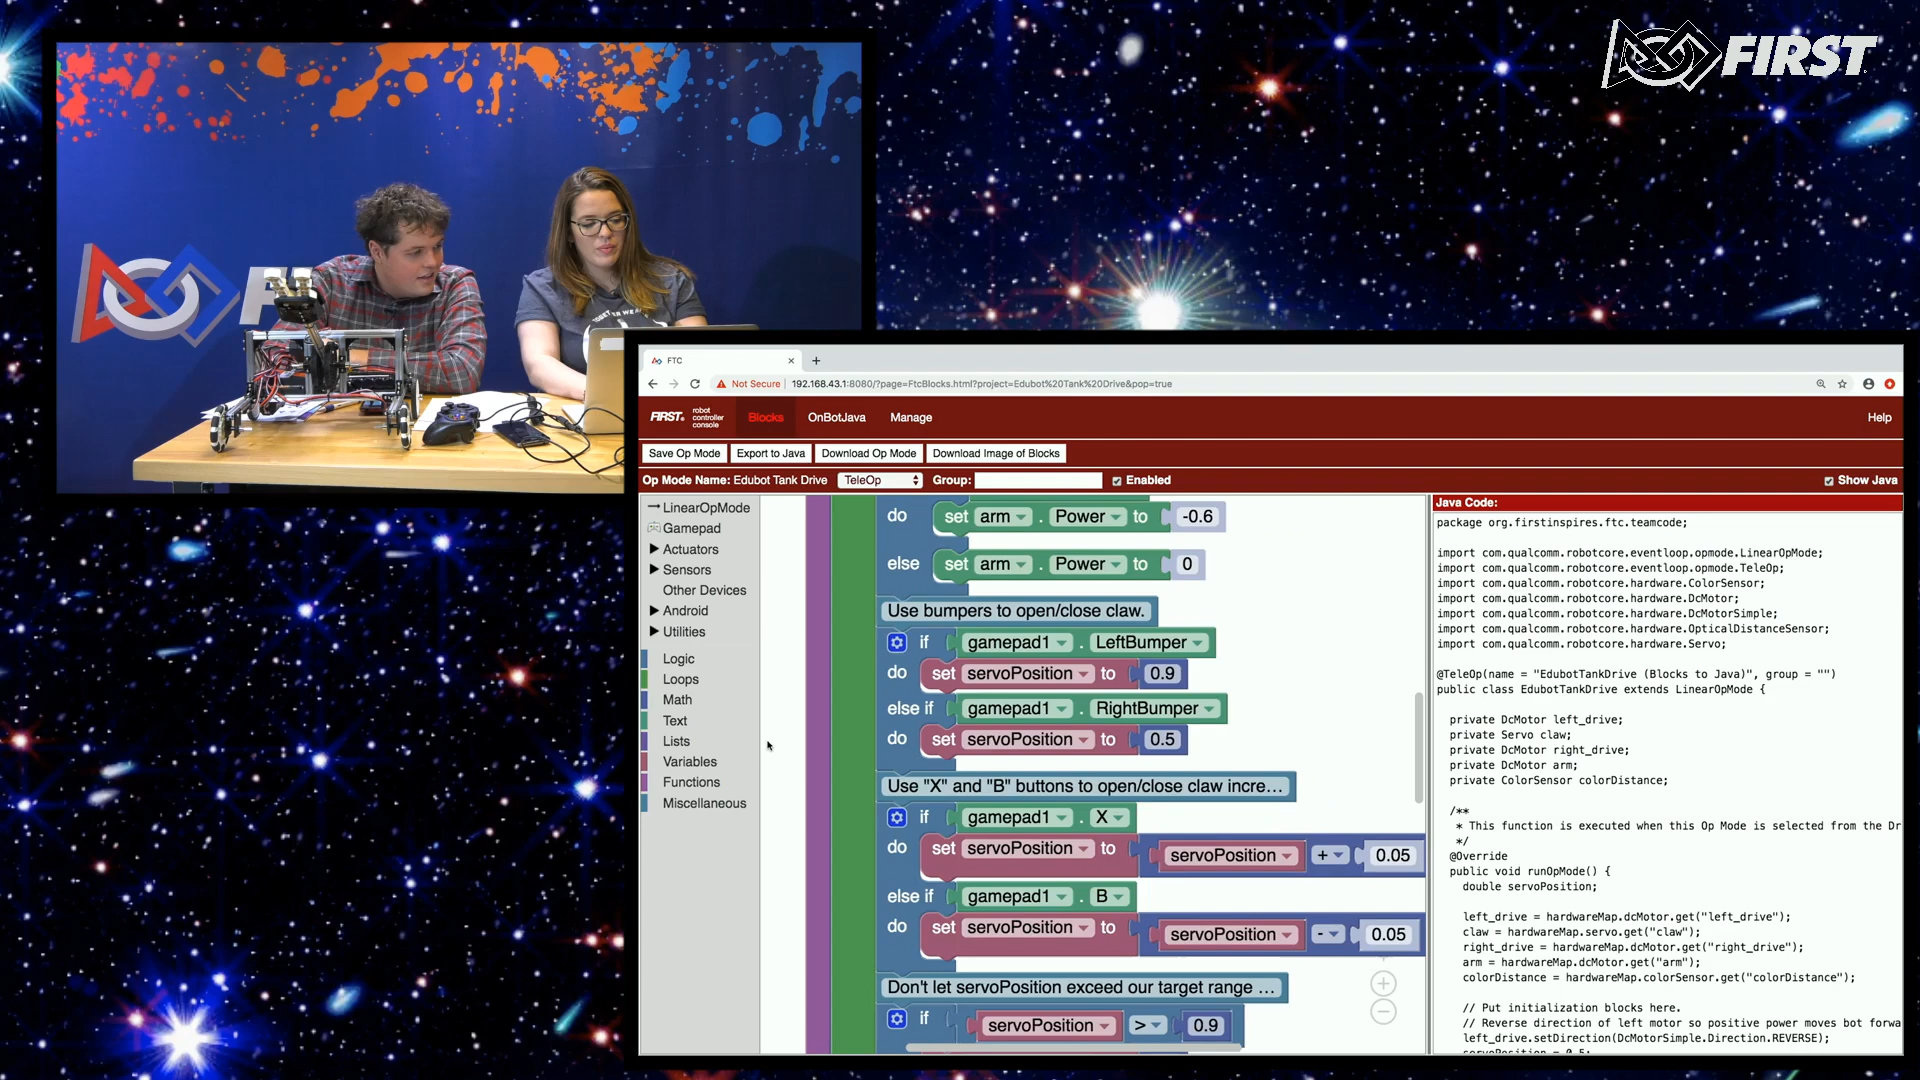 FIRST
F
TOGETHER WE A
FTC
Not Secure
192.168.43.1:8080/?page=FtcBlocks.html?project=Edubot%20Tank%20Drive&pop=true
FIRST. robot controller console
Blocks OnBotJava Manage Help
Save Op Mode Export to Java Download Op Mode Download Image of Blocks
Op Mode Name: Edubot Tank Drive TeleOp Group: Enabled Show Java
LinearOpMode
Gamepad
Actuators
Sensors
Other Devices
Android
Utilities
Logic
Loops
Math
Text
Lists
Variables
Functions
Miscellaneous
do set arm . Power to -0.6
else set arm . Power to 0
Use bumpers to open/close claw.
if gamepad1 . LeftBumper
do set servoPosition to 0.9
else if gamepad1 . RightBumper
do set servoPosition to 0.5
Use "X" and "B" buttons to open/close claw incre...
if gamepad1 . X
do set servoPosition to servoPosition + 0.05
else if gamepad1 . B
do set servoPosition to servoPosition - 0.05
Don't let servoPosition exceed our target range ...
if servoPosition > 0.9
Java Code:
package org.firstinspires.ftc.teamcode;
import com.qualcomm.robotcore.eventloop.opmode.LinearOpMode;
import com.qualcomm.robotcore.eventloop.opmode.TeleOp;
import com.qualcomm.robotcore.hardware.ColorSensor;
import com.qualcomm.robotcore.hardware.DcMotor;
import com.qualcomm.robotcore.hardware.DcMotorSimple;
import com.qualcomm.robotcore.hardware.OpticalDistanceSensor;
import com.qualcomm.robotcore.hardware.Servo;
@TeleOp(name = "EdubotTankDrive (Blocks to Java)", group = "")
public class EdubotTankDrive extends LinearOpMode {
private DcMotor left_drive;
private Servo claw;
private DcMotor right_drive;
private DcMotor arm;
private ColorSensor colorDistance;
/**
* This function is executed when this Op Mode is selected from the Dr
*/
@Override
public void runOpMode() {
double servoPosition;
left_drive = hardwareMap.dcMotor.get("left_drive");
claw = hardwareMap.servo.get("claw");
right_drive = hardwareMap.dcMotor.get("right_drive");
arm = hardwareMap.dcMotor.get("arm");
colorDistance = hardwareMap.colorSensor.get("colorDistance");
// Put initialization blocks here.
// Reverse direction of left motor so positive power moves bot forwa
left_drive.setDirection(DcMotorSimple.Direction.REVERSE);
servoPosition = 0.5;